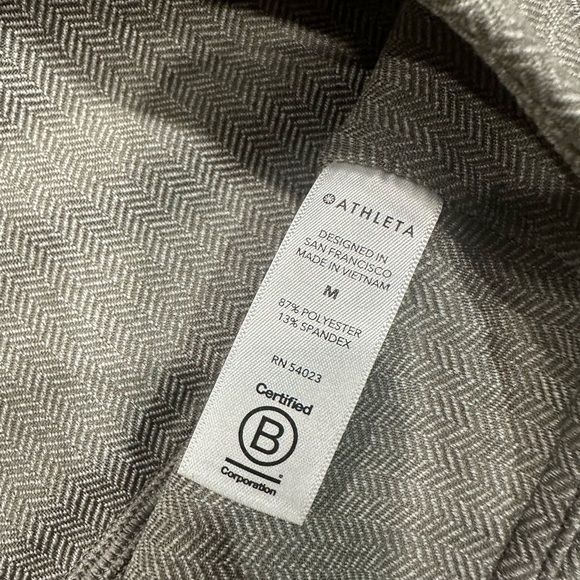 ATHLETA
DESIGNED IN
SAN FRANCISCO
MADE IN VIETNAM
M
87% POLYESTER
13% SPANDEX
RN 54023
Certified
B
Corporation